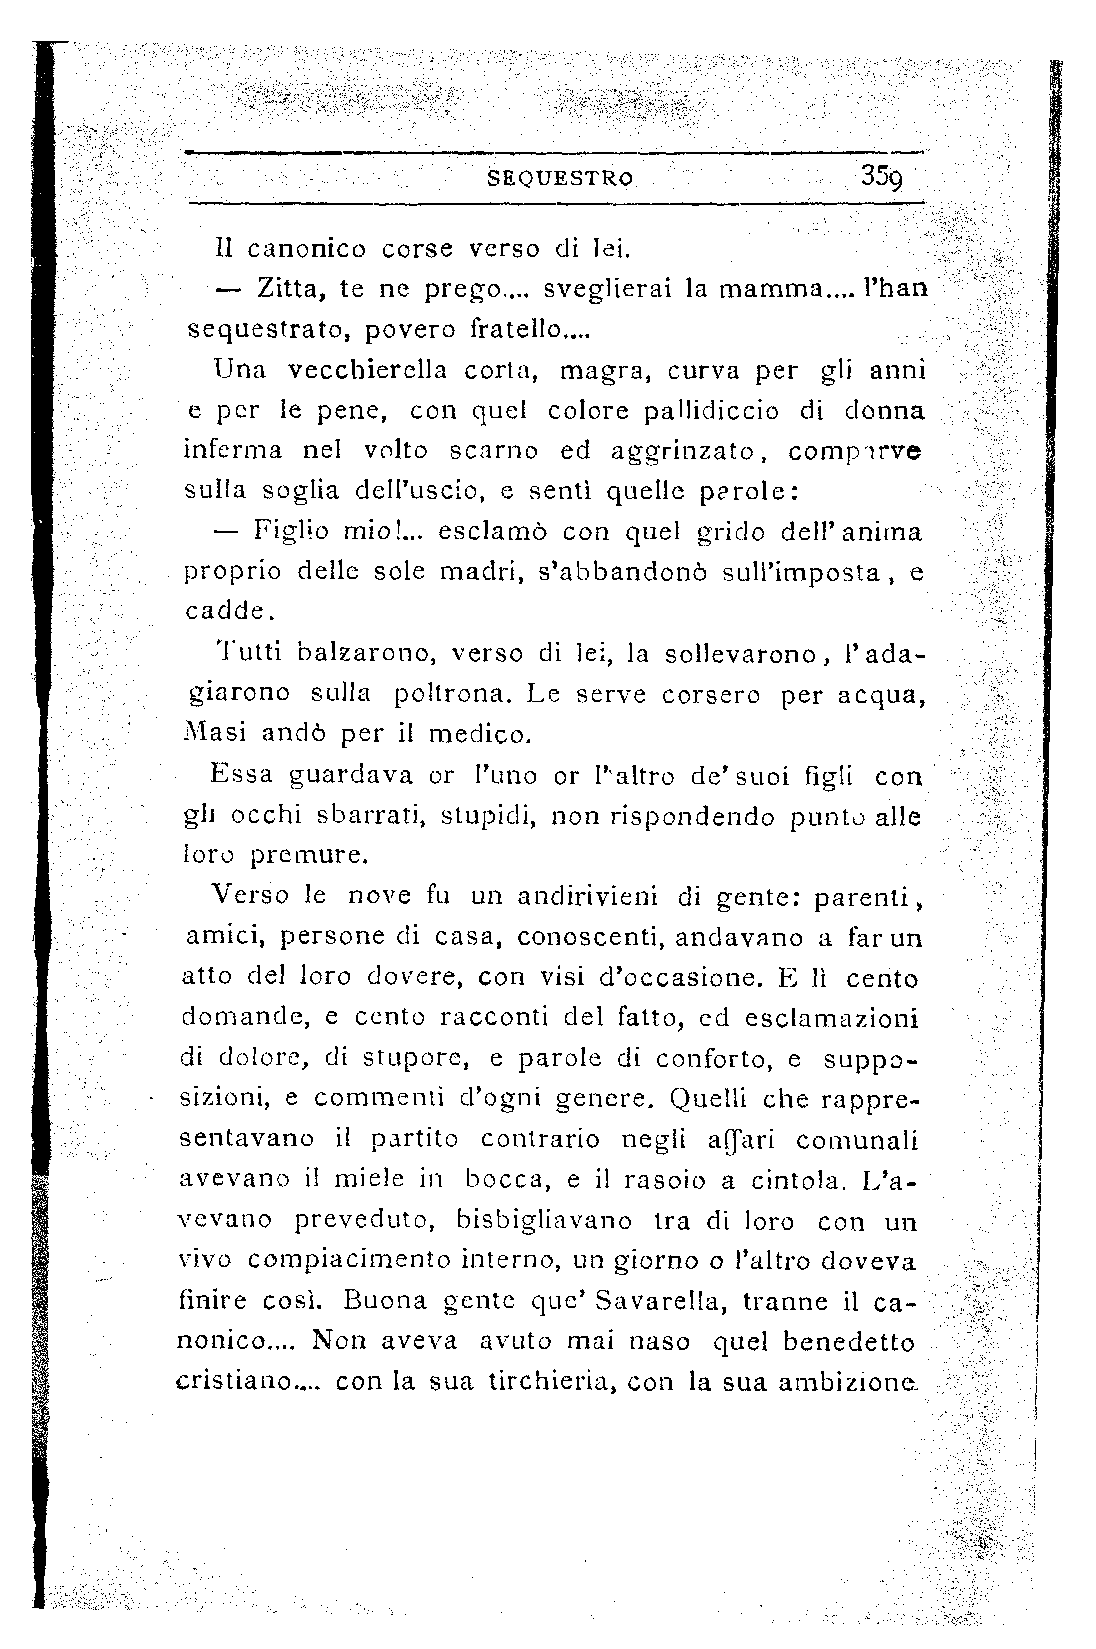 SEQUESTRO 359
Il canonico corse verso di lei.
— Zitta, te ne prego.... sveglierai la mamma.... l'han
sequestrato, povero fratello....
Una vecchierella corta, magra, curva per gli anni
e per le pene, con quel colore pallidiccio di donna
inferma nel volto scarno ed aggrinzato, comparve
sulla soglia dell'uscio, e sentì quelle parole:
— Figlio mio!... esclamò con quel grido dell'anima
proprio delle sole madri, s'abbandonò sull'imposta, e
cadde.
Tutti balzarono, verso di lei, la sollevarono, l'ada-
giarono sulla poltrona. Le serve corsero per acqua,
Masi andò per il medico.
Essa guardava or l'uno or l'altro de' suoi figli con
gli occhi sbarrati, stupidi, non rispondendo punto alle
loro premure.
Verso le nove fu un andirivieni di gente: parenti,
amici, persone di casa, conoscenti, andavano a far un
atto del loro dovere, con visi d'occasione. E lì cento
domande, e cento racconti del fatto, ed esclamazioni
di dolore, di stupore, e parole di conforto, e suppo-
sizioni, e commenti d'ogni genere. Quelli che rappre-
sentavano il partito contrario negli affari comunali
avevano il miele in bocca, e il rasoio a cintola. L'a-
vevano preveduto, bisbigliavano tra di loro con un
vivo compiacimento interno, un giorno o l'altro doveva
finire così. Buona gente que' Savarella, tranne il ca-
nonico.... Non aveva avuto mai naso quel benedetto
cristiano.... con la sua tirchieria, con la sua ambizione